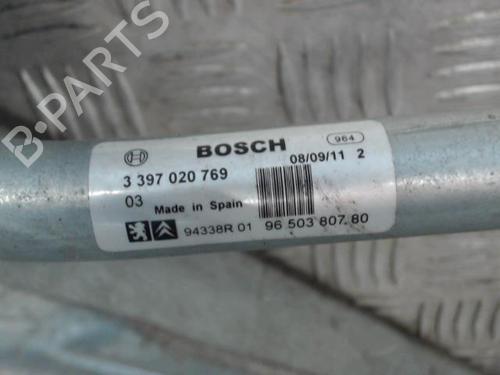 B-PARTS
BOSCH
964
3 397 020 769
08/09/11 2
03
Made in Spain
94338R 01
96 503 807.80